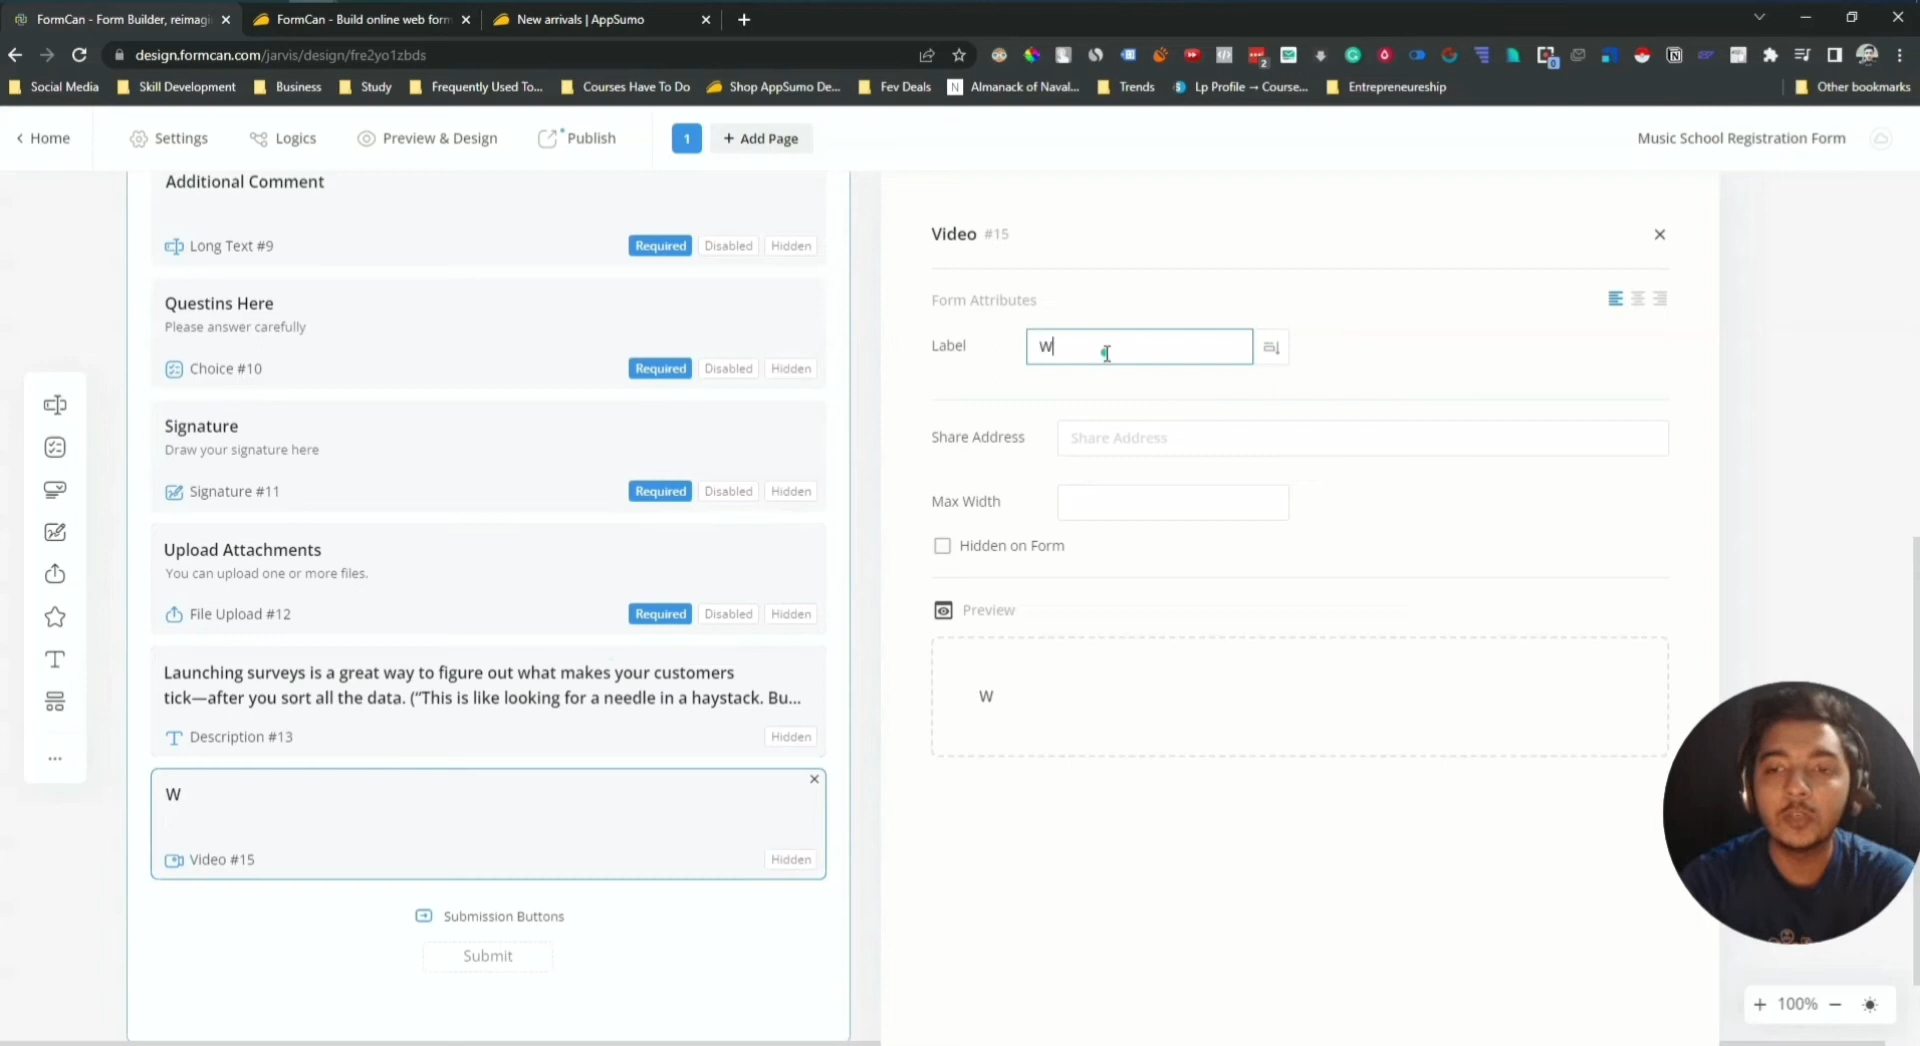 FormCan - Form Builder, reimagi
FormCan - Build online web form
New arrivals | AppSumo
design.formcan.com/jarvis/design/fre2yo1zbds
Social Media
Skill Development
Business
Study
Frequently Used To...
Courses Have To Do
Shop AppSumo De...
Fev Deals
N
Almanack of Naval...
Trends
Lp Profile → Course...
Entrepreneurship
Other bookmarks
Home
Settings
Logics
Preview & Design
Publish
1
+ Add Page
Music School Registration Form
Additional Comment
Long Text #9
Required
Disabled
Hidden
Questins Here
Please answer carefully
Choice #10
Required
Disabled
Hidden
Signature
Draw your signature here
Signature #11
Required
Disabled
Hidden
Upload Attachments
You can upload one or more files.
File Upload #12
Required
Disabled
Hidden
Launching surveys is a great way to figure out what makes your customers
tick—after you sort all the data. (“This is like looking for a needle in a haystack. Bu...
Description #13
Hidden
W
Video #15
Hidden
Submission Buttons
Submit
Video #15
Form Attributes
Label
W
Share Address
Share Address
Max Width
Hidden on Form
Preview
W
+ 100% −